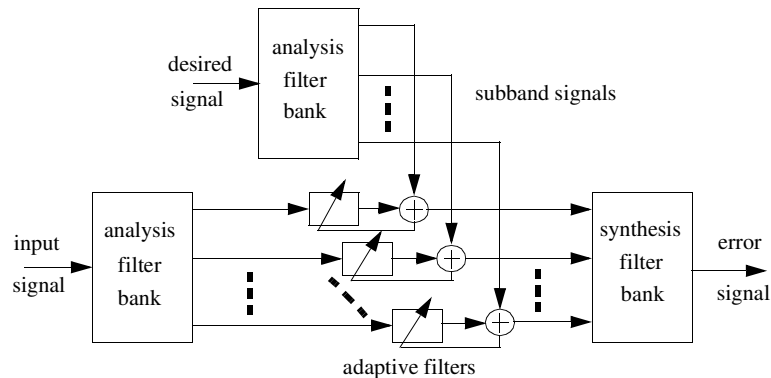 desired
signal
analysis
filter
bank
subband signals
input
signal
analysis
filter
bank
synthesis
filter
bank
error
signal
adaptive filters